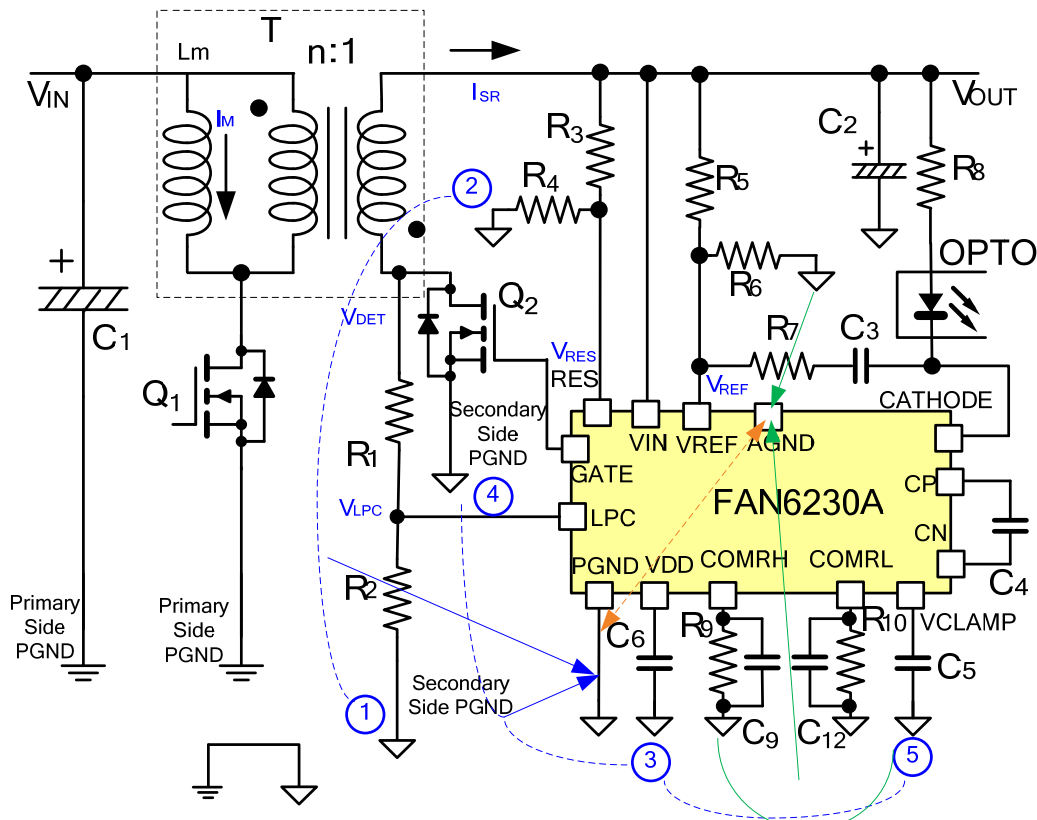 T
Lm
n:1
VIN
IM
ISR
VOUT
R3
C2
+
R5
R8
2
R4
OPTO
R6
+
Q2
C1
VDET
R7
C3
VRES
RES
VREF
Q1
CATHODE
Secondary
Side
PGND
VIN
VREF
AGND
R1
GATE
CP
4
VLPC
LPC
FAN6230A
CN
PGND
VDD
COMRH
COMRL
C4
R2
Primary
Side
PGND
Primary
Side
PGND
C6
R9
R10
VCLAMP
C5
Secondary
Side PGND
1
C9
C12
3
5